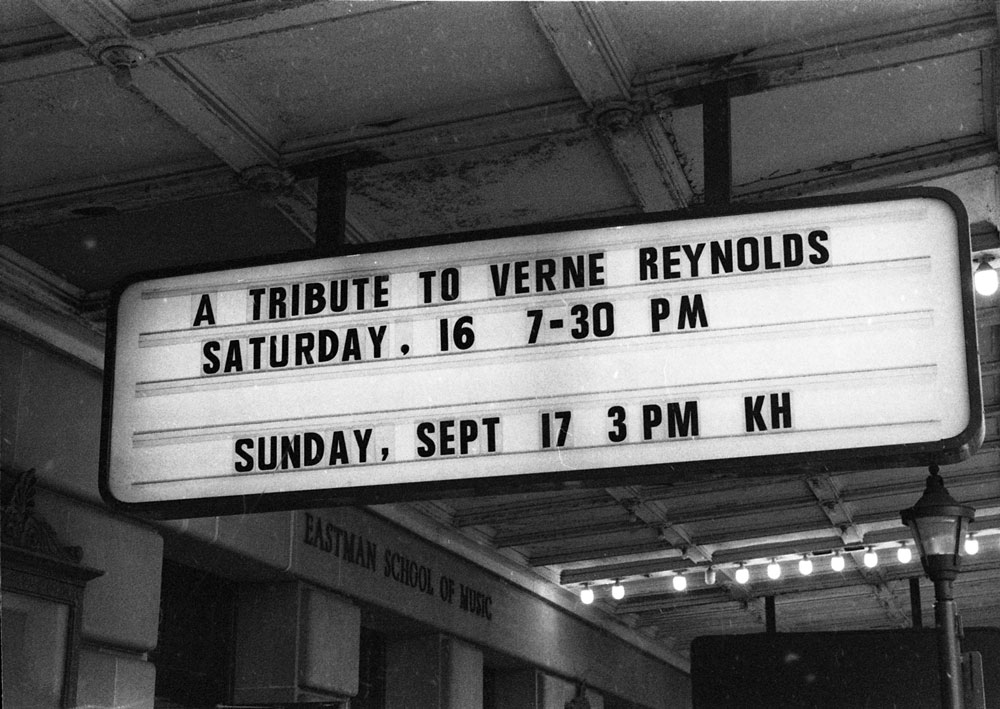 A TRIBUTE TO VERNE REYNOLDS
SATURDAY, 16 7-30 PM
SUNDAY, SEPT 17 3 PM KH
EASTMAN SCHOOL OF MUSIC